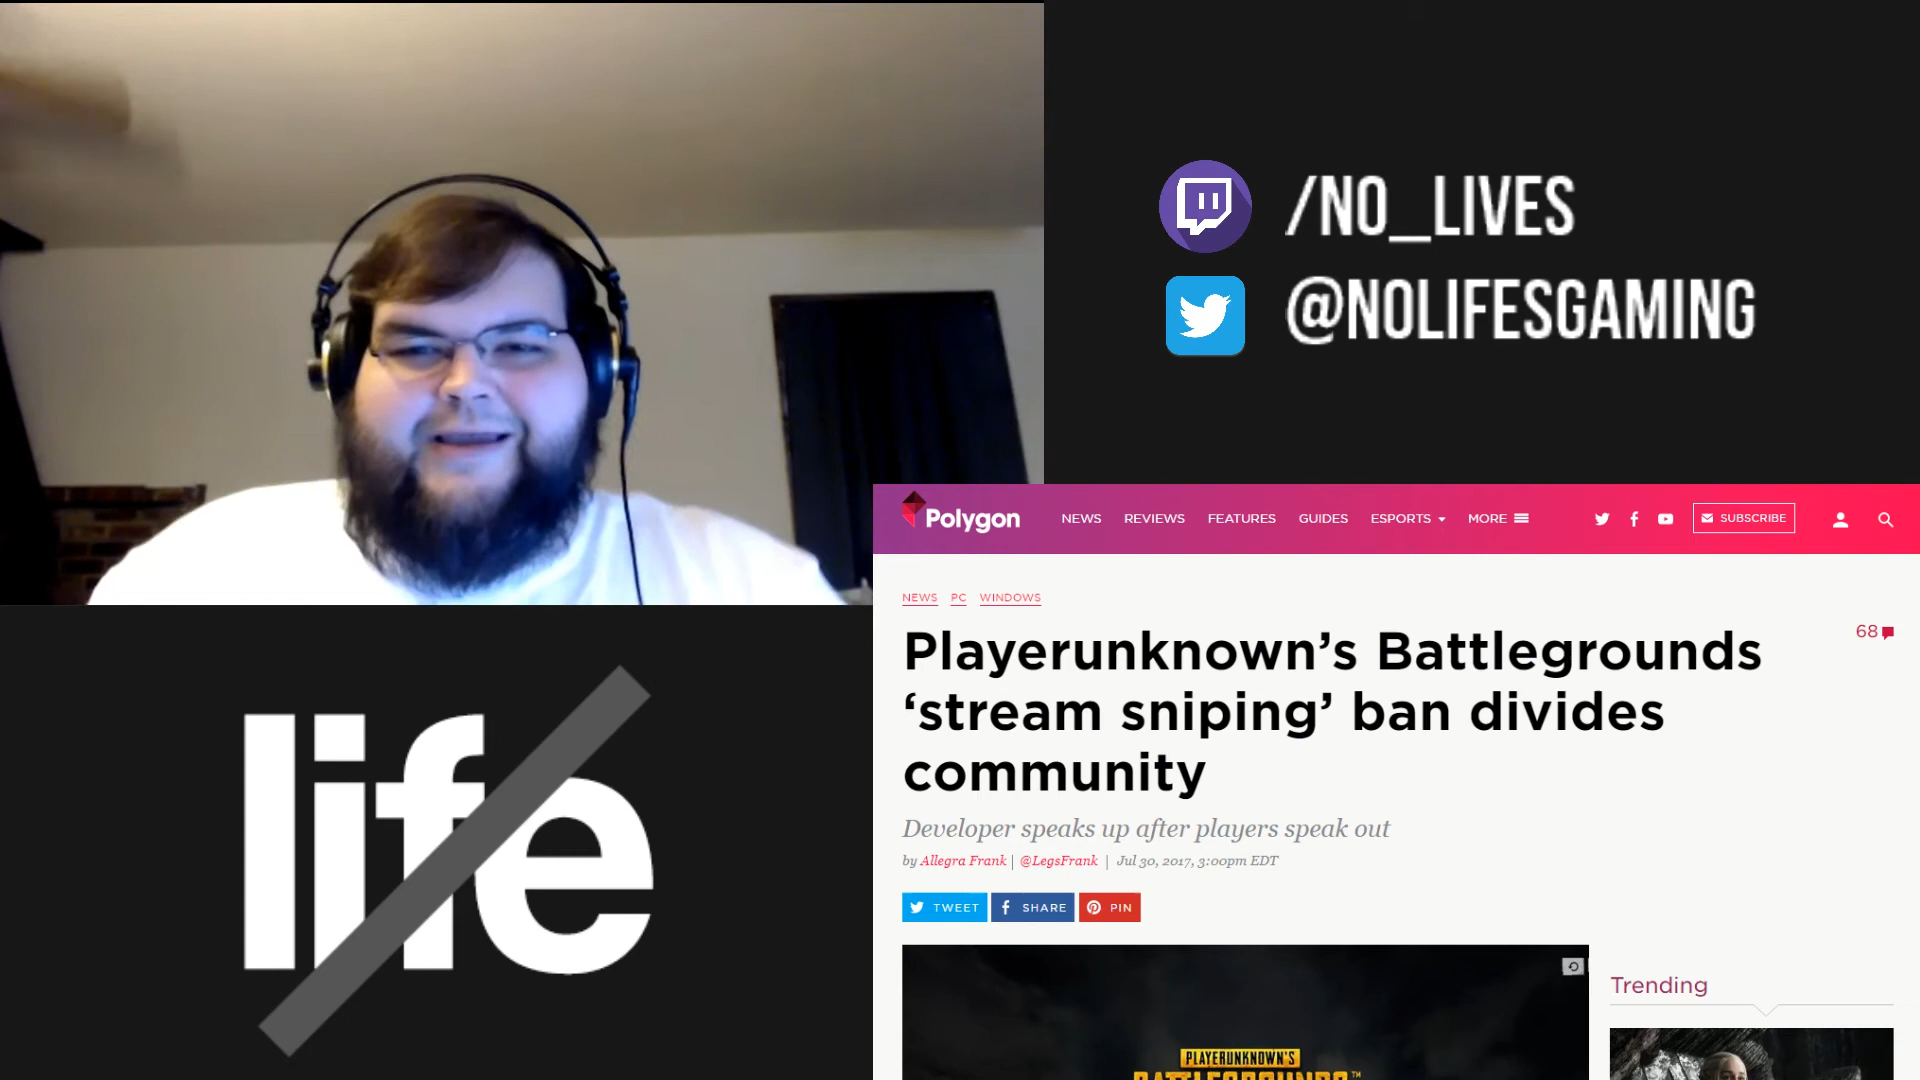 /NO_LIVES
@NOLIFESGAMING
life
Polygon
NEWS REVIEWS FEATURES GUIDES ESPORTS MORE SUBSCRIBE
NEWS PC WINDOWS
68
Playerunknown’s Battlegrounds
‘stream sniping’ ban divides
community
Developer speaks up after players speak out
by Allegra Frank | @LegsFrank | Jul 30, 2017, 3:00pm EDT
TWEET SHARE PIN
Trending
PLAYERUNKNOWN'S
BATTLEGROUNDS™